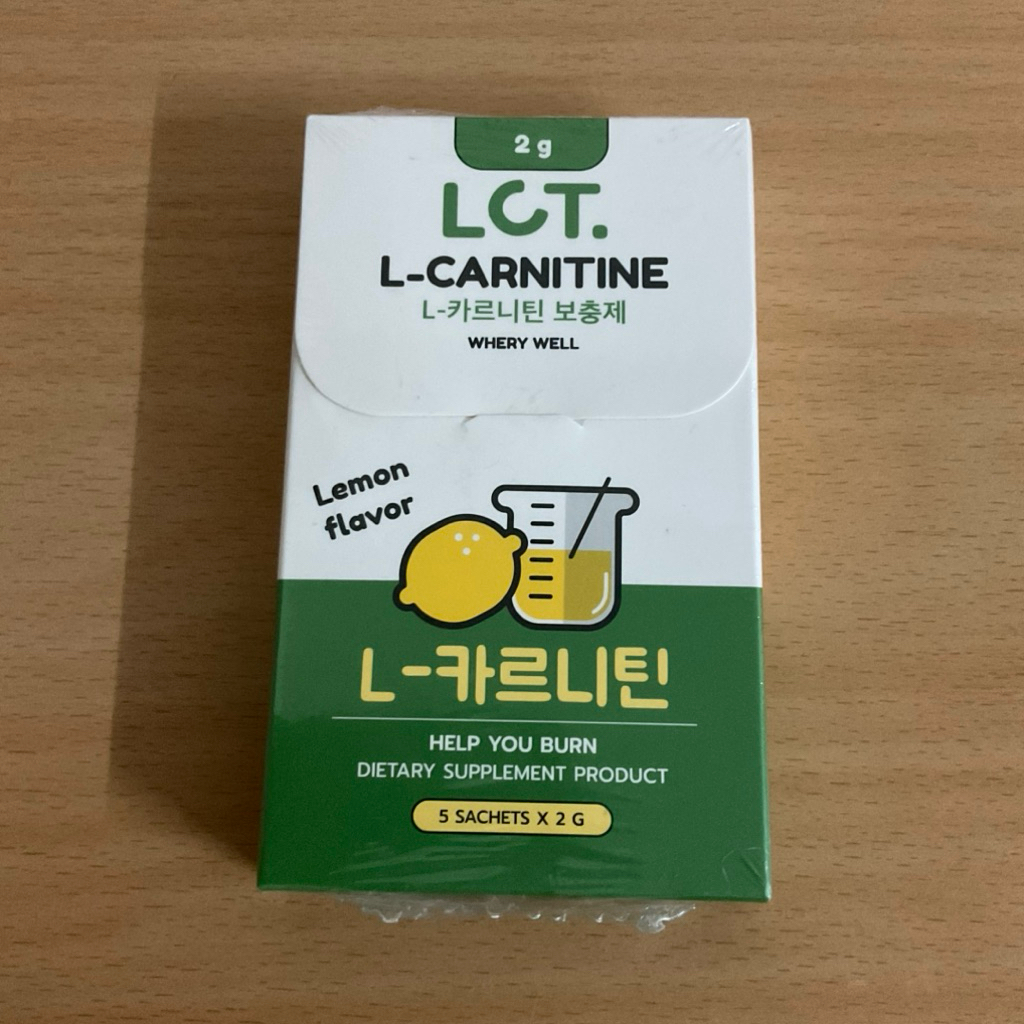 2 g
LCT.
L-CARNITINE
L-카르니틴 보충제
WHERY WELL
Lemon
flavor
L-카르니틴
HELP YOU BURN
DIETARY SUPPLEMENT PRODUCT
5 SACHETS X 2 G